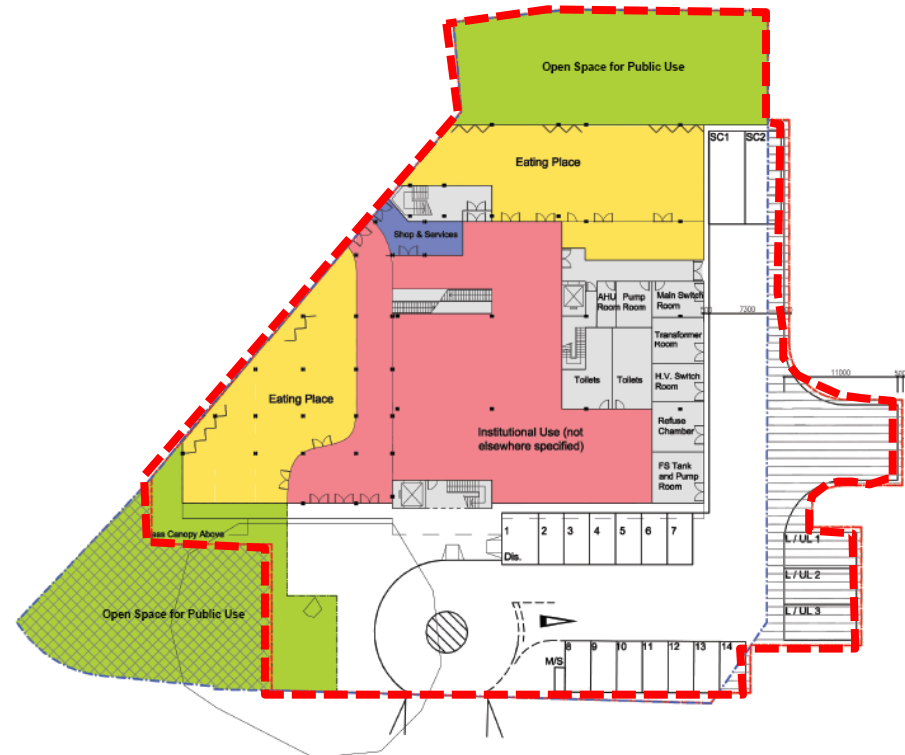 Open Space for Public Use
SC1
SC2
Eating Place
Shop & Services
AHU
Room
Pump
Room
Main Switch
Room
7300
Transformer
Room
11000
Toilets
Toilets
H.V. Switch
Room
Eating Place
Institutional Use (not
elsewhere specified)
Refuse
Chamber
FS Tank
and Pump
Room
Canopy Above
1
2
3
4
5
6
7
Dis.
L / UL 1
L / UL 2
L / UL 3
Open Space for Public Use
M/S
8
9
10
11
12
13
14